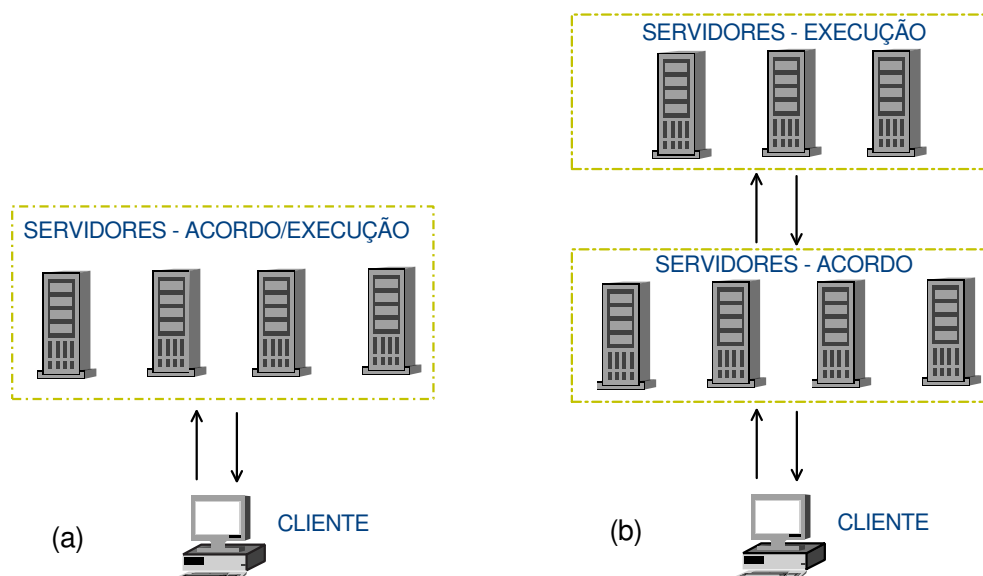 SERVIDORES - ACORDO/EXECUÇÃO
(a)
CLIENTE
SERVIDORES - EXECUÇÃO
SERVIDORES - ACORDO
(b)
CLIENTE